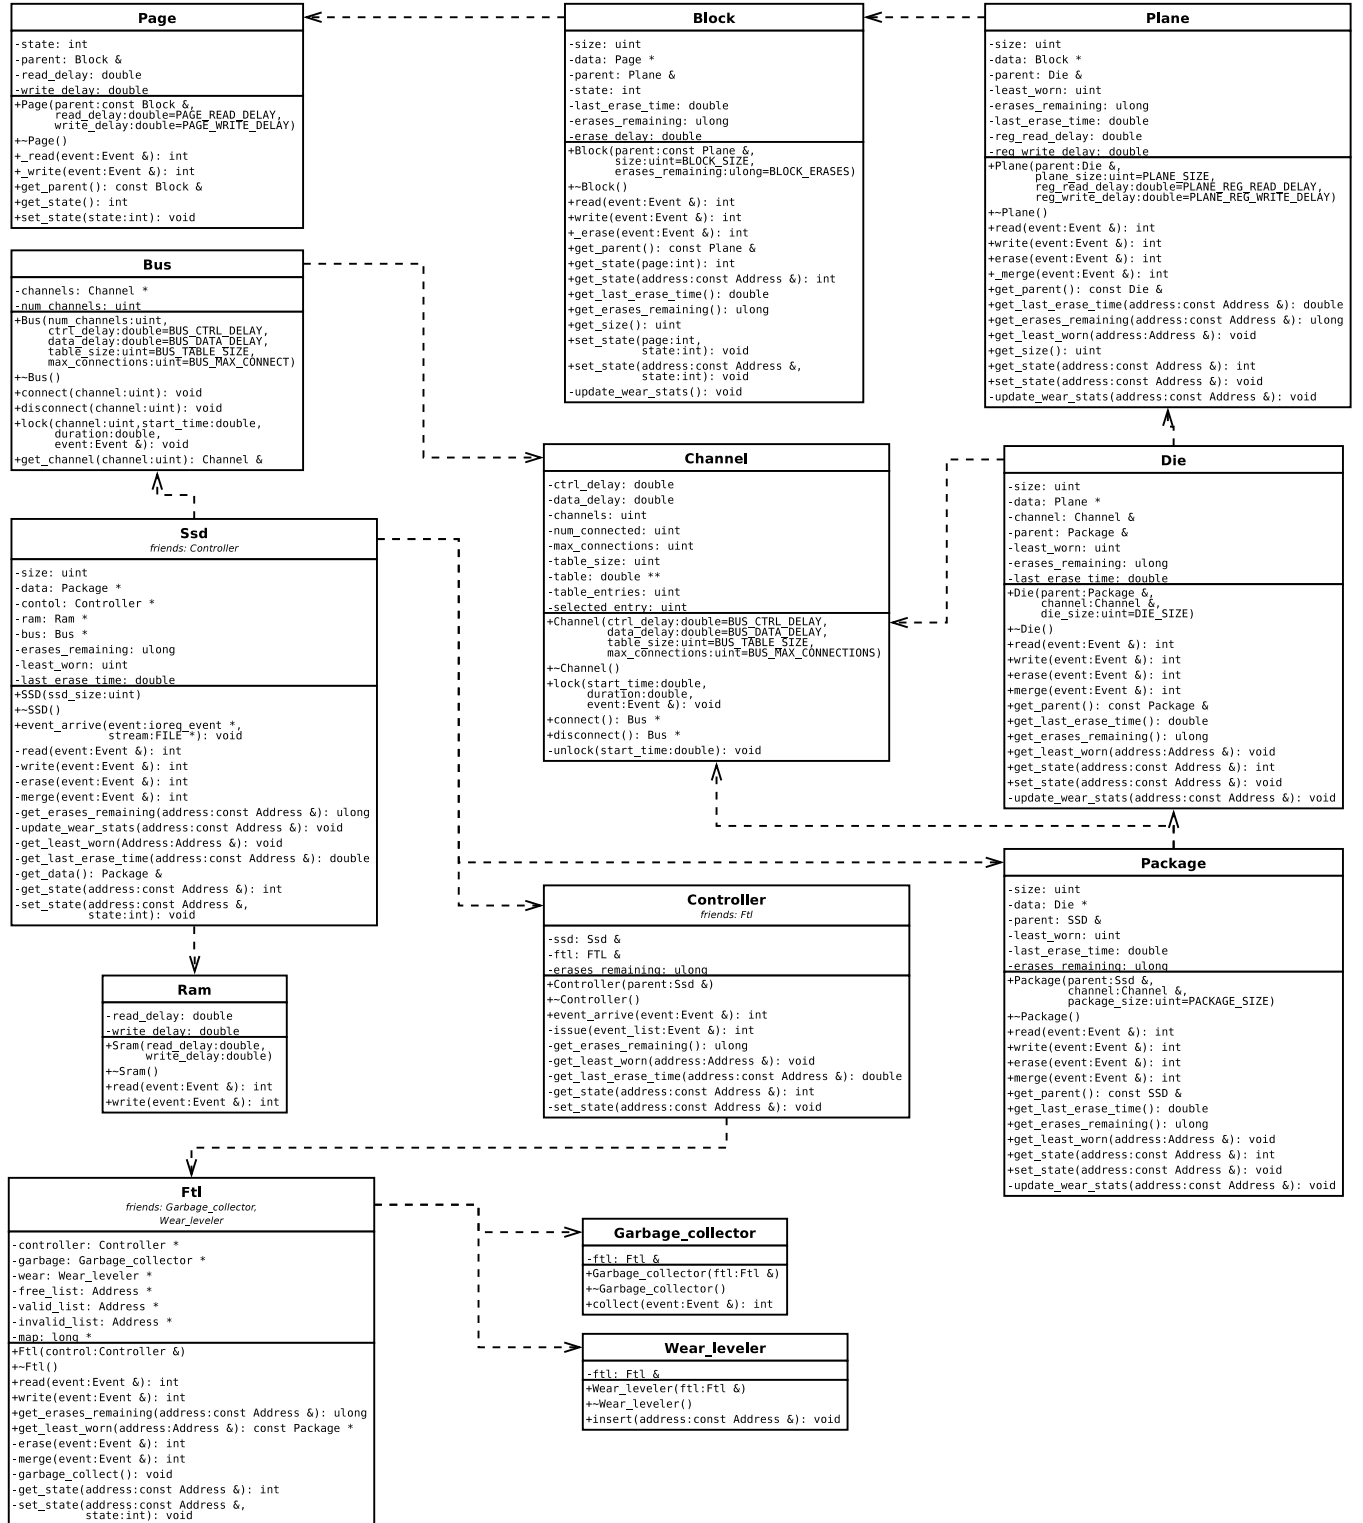 Page
-state: int
-parent: Block &
-read_delay: double
-write_delay: double
+Page(parent:const Block &,
read_delay:double=PAGE_READ_DELAY,
write_delay:double=PAGE_WRITE_DELAY)
+~Page()
+_read(event:Event &): int
+_write(event:Event &): int
+get_parent(): const Block &
+get_state(): int
+set_state(state:int): void
Block
-size: uint
-data: Page *
-parent: Plane &
-state: int
-last_erase_time: double
-erases_remaining: ulong
-erase_delay: double
+Block(parent:const Plane &,
size:uint=BLOCK_SIZE,
erases_remaining:ulong=BLOCK_ERASES)
+~Block()
+read(event:Event &): int
+write(event:Event &): int
+_erase(event:Event &): int
+get_parent(): const Plane &
+get_state(page:int): int
+get_state(address:const Address &): int
+get_last_erase_time(): double
+get_erases_remaining(): ulong
+get_size(): uint
+set_state(page:int,
state:int): void
+set_state(address:const Address &,
state:int): void
-update_wear_stats(): void
Plane
-size: uint
-data: Block *
-parent: Die &
-least_worn: uint
-erases_remaining: ulong
-last_erase_time: double
-reg_read_delay: double
-reg_write_delay: double
+Plane(parent:Die &,
plane_size:uint=PLANE_SIZE,
reg_read_delay:double=PLANE_REG_READ_DELAY,
reg_write_delay:double=PLANE_REG_WRITE_DELAY)
+~Plane()
+read(event:Event &): int
+write(event:Event &): int
+erase(event:Event &): int
+_merge(event:Event &): int
+get_parent(): const Die &
+get_last_erase_time(address:const Address &): double
+get_erases_remaining(address:const Address &): ulong
+get_least_worn(address:Address &): void
+get_size(): uint
+get_state(address:const Address &): int
+set_state(address:const Address &): void
-update_wear_stats(address:const Address &): void
Bus
-channels: Channel *
-num_channels: uint
+Bus(num_channels:uint,
ctrl_delay:double=BUS_CTRL_DELAY,
data_delay:double=BUS_DATA_DELAY,
table_size:uint=BUS_TABLE_SIZE,
max_connections:uint=BUS_MAX_CONNECT)
+~Bus()
+connect(channel:uint): void
+disconnect(channel:uint): void
+lock(channel:uint,start_time:double,
duration:double,
event:Event &): void
+get_channel(channel:uint): Channel &
Channel
-ctrl_delay: double
-data_delay: double
-channels: uint
-num_connected: uint
-max_connections: uint
-table_size: uint
-table: double **
-table_entries: uint
-selected_entry: uint
+Channel(ctrl_delay:double=BUS_CTRL_DELAY,
data_delay:double=BUS_DATA_DELAY,
table_size:uint=BUS_TABLE_SIZE,
max_connections:uint=BUS_MAX_CONNECTIONS)
+~Channel()
+lock(start_time:double,
duration:double,
event:Event &): void
+connect(): Bus *
+disconnect(): Bus *
-unlock(start_time:double): void
Die
-size: uint
-data: Plane *
-channel: Channel &
-parent: Package &
-least_worn: uint
-erases_remaining: ulong
-last_erase_time: double
+Die(parent:Package &,
channel:Channel &,
die_size:uint=DIE_SIZE)
+~Die()
+read(event:Event &): int
+write(event:Event &): int
+erase(event:Event &): int
+merge(event:Event &): int
+get_parent(): const Package &
+get_last_erase_time(): double
+get_erases_remaining(): ulong
+get_least_worn(address:Address &): void
+get_state(address:const Address &): int
+set_state(address:const Address &): void
-update_wear_stats(address:const Address &): void
Ssd
friends: Controller
-size: uint
-data: Package *
-contol: Controller *
-ram: Ram *
-bus: Bus *
-erases_remaining: ulong
-least_worn: uint
-last_erase_time: double
+SSD(ssd_size:uint)
+~SSD()
+event_arrive(event:ioreq_event *,
stream:FILE *): void
-read(event:Event &): int
-write(event:Event &): int
-erase(event:Event &): int
-merge(event:Event &): int
-get_erases_remaining(address:const Address &): ulong
-update_wear_stats(address:const Address &): void
-get_least_worn(Address:Address &): void
-get_last_erase_time(address:const Address &): double
-get_data(): Package &
-get_state(address:const Address &): int
-set_state(address:const Address &,
state:int): void
Package
-size: uint
-data: Die *
-parent: SSD &
-least_worn: uint
-last_erase_time: double
-erases_remaining: ulong
+Package(parent:Ssd &,
channel:Channel &,
package_size:uint=PACKAGE_SIZE)
+~Package()
+read(event:Event &): int
+write(event:Event &): int
+erase(event:Event &): int
+merge(event:Event &): int
+get_parent(): const SSD &
+get_last_erase_time(): double
+get_erases_remaining(): ulong
+get_least_worn(address:Address &): void
+get_state(address:const Address &): int
+set_state(address:const Address &): void
-update_wear_stats(address:const Address &): void
Controller
friends: Ftl
-ssd: Ssd &
-ftl: FTL &
-erases_remaining: ulong
+Controller(parent:Ssd &)
+~Controller()
+event_arrive(event:Event &): int
-issue(event_list:Event &): int
-get_erases_remaining(): ulong
-get_least_worn(address:Address &): void
-get_last_erase_time(address:const Address &): double
-get_state(address:const Address &): int
-set_state(address:const Address &): void
Ram
-read_delay: double
-write_delay: double
+Sram(read_delay:double,
write_delay:double)
+~Sram()
+read(event:Event &): int
+write(event:Event &): int
Ftl
friends: Garbage_collector,
Wear_leveler
-controller: Controller *
-garbage: Garbage_collector *
-wear: Wear_leveler *
-free_list: Address *
-valid_list: Address *
-invalid_list: Address *
-map: long *
+Ftl(control:Controller &)
+~Ftl()
+read(event:Event &): int
+write(event:Event &): int
+get_erases_remaining(address:const Address &): ulong
+get_least_worn(address:Address &): const Package *
-erase(event:Event &): int
-merge(event:Event &): int
-garbage_collect(): void
-get_state(address:const Address &): int
-set_state(address:const Address &,
state:int): void
Garbage_collector
-ftl: Ftl &
+Garbage_collector(ftl:Ftl &)
+~Garbage_collector()
+collect(event:Event &): int
Wear_leveler
-ftl: Ftl &
+Wear_leveler(ftl:Ftl &)
+~Wear_leveler()
+insert(address:const Address &): void